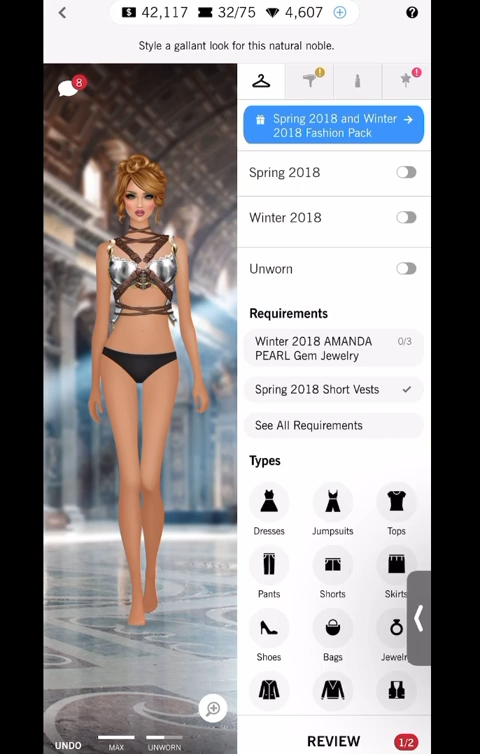 $ 42,117 32/75 4,607
?
Style a gallant look for this natural noble.
8
!
!
Spring 2018 and Winter
2018 Fashion Pack
Spring 2018
Winter 2018
Unworn
Requirements
Winter 2018 AMANDA
PEARL Gem Jewelry
0/3
Spring 2018 Short Vests
See All Requirements
Types
Dresses Jumpsuits Tops
Pants Shorts Skirts
Shoes Bags Jewelry
UNDO MAX UNWORN
REVIEW 1/2